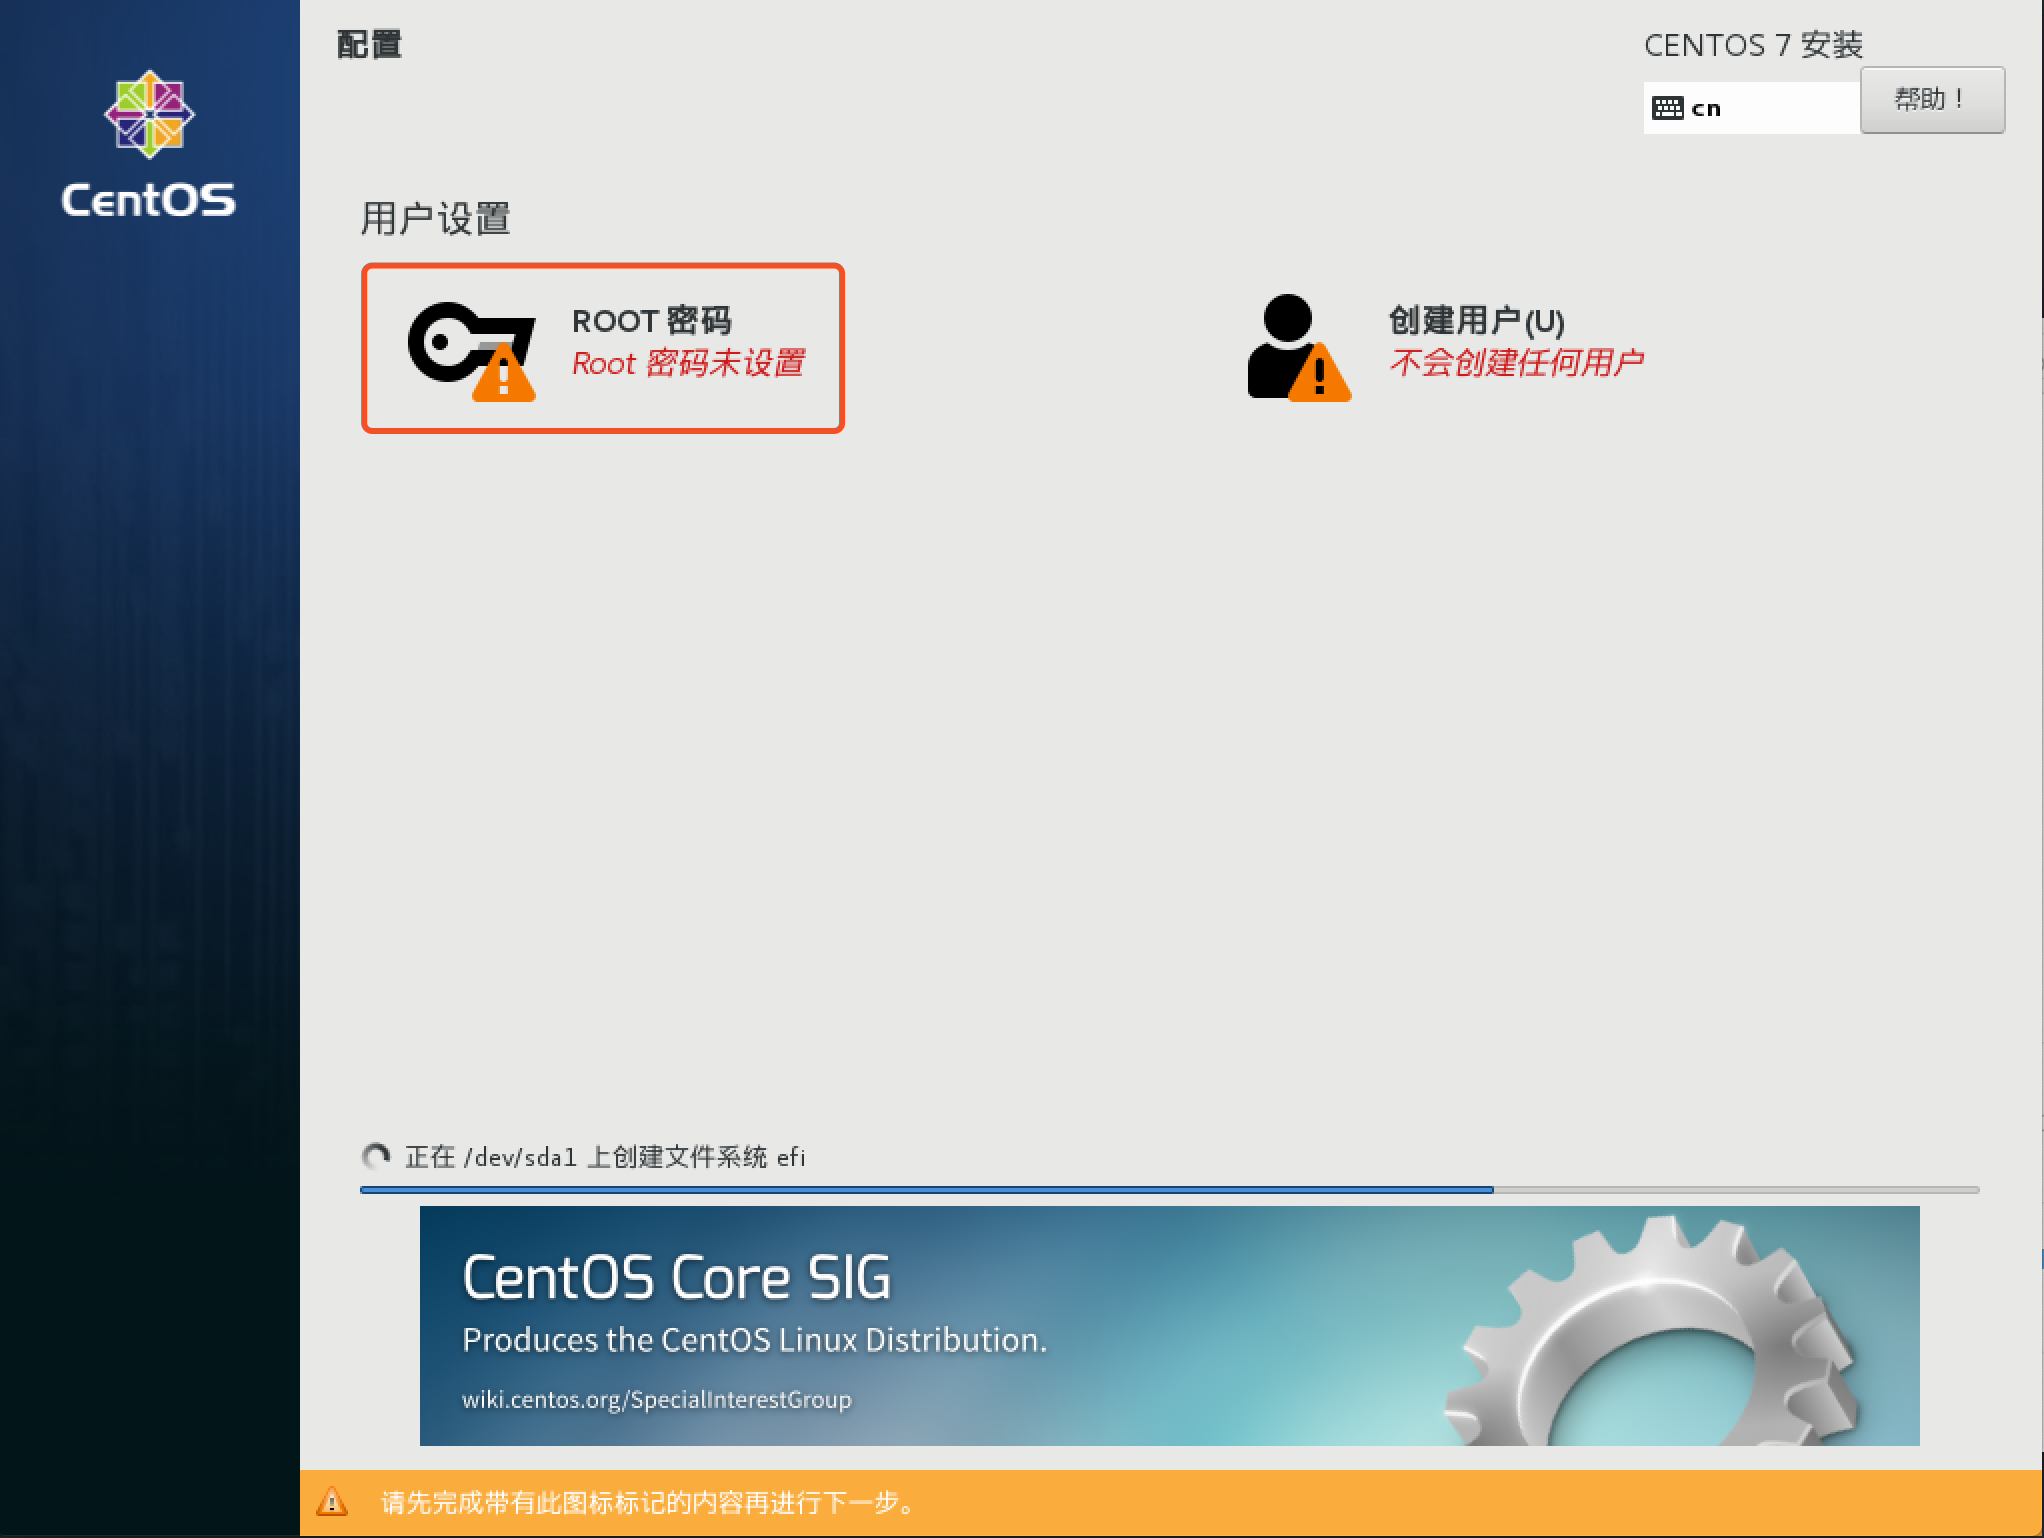 配置
CENTOS 7 安装
cn
帮助！
CentOS
用户设置
ROOT 密码
Root 密码未设置
创建用户(U)
不会创建任何用户
正在 /dev/sda1 上创建文件系统 efi
CentOS Core SIG
Produces the CentOS Linux Distribution.
wiki.centos.org/SpecialInterestGroup
请先完成带有此图标标记的内容再进行下一步。